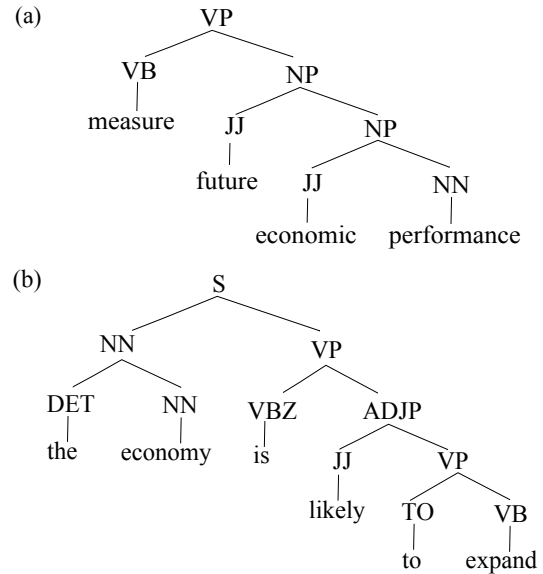 (a)
VP
VB NP
measure JJ NP
future JJ NN
economic performance
(b)
S
NN VP
DET NN VBZ ADJP
the economy is JJ VP
likely TO VB
to expand